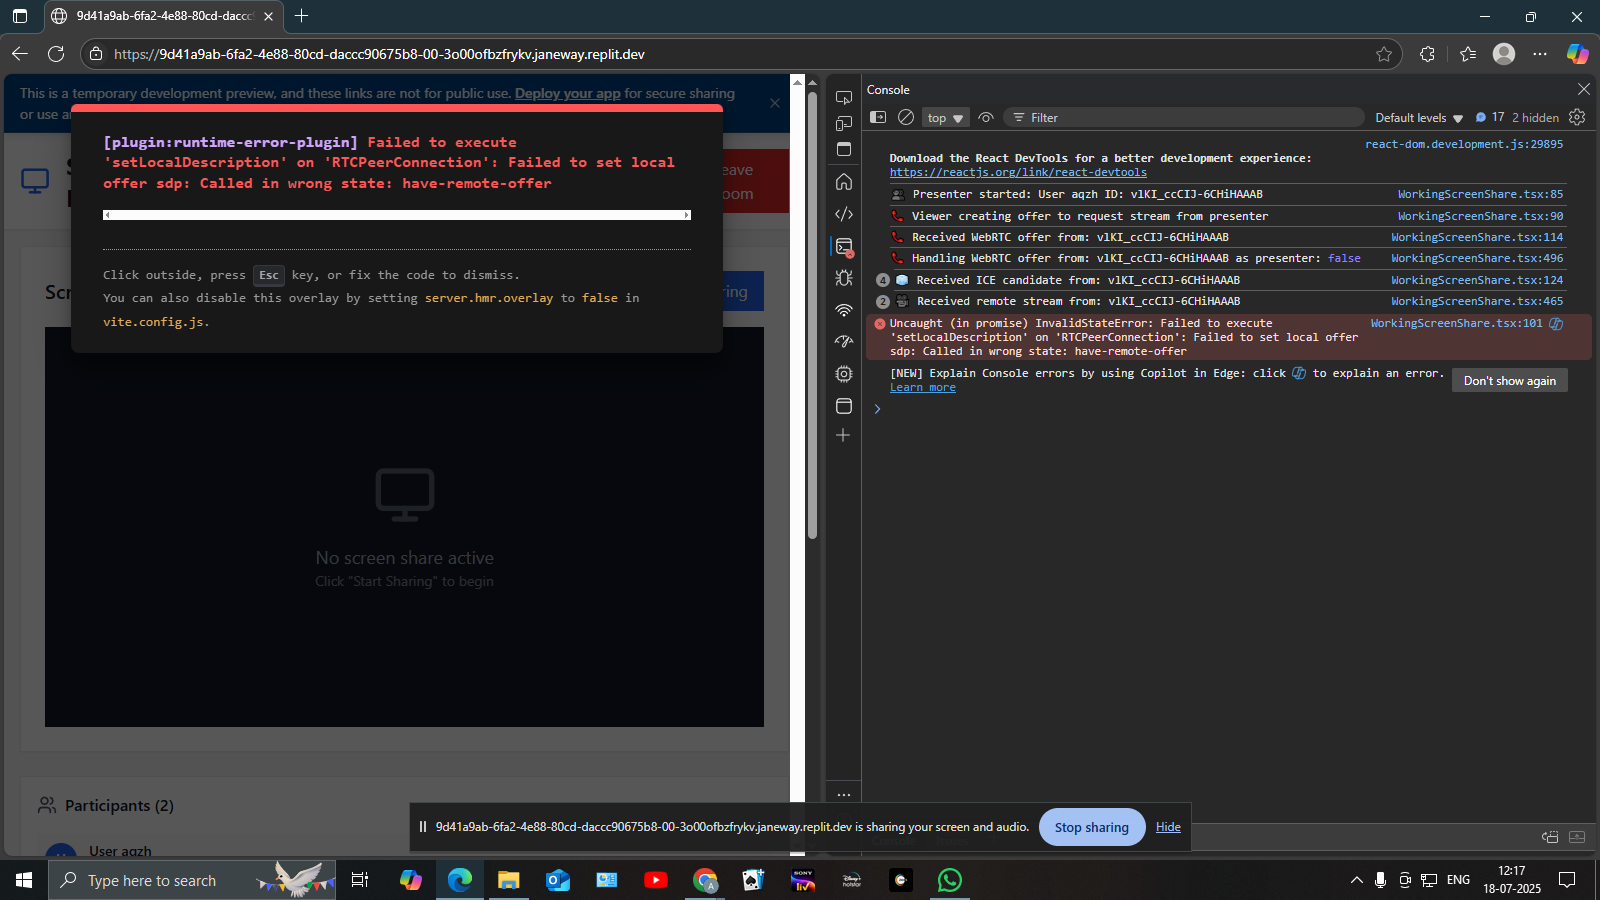 9d41a9ab-6fa2-4e88-80cd-daccc
https://9d41a9ab-6fa2-4e88-80cd-daccc90675b8-00-3o00ofbzfrykv.janeway.replit.dev
This is a temporary development preview, and these links are not for public use. Deploy your app for secure sharing
or use
[plugin:runtime-error-plugin] Failed to execute
'setLocalDescription' on 'RTCPeerConnection': Failed to set local
offer sdp: Called in wrong state: have-remote-offer
Click outside, press Esc key, or fix the code to dismiss.
You can also disable this overlay by setting server.hmr.overlay to false in
vite.config.js.
eave
oom
Scr
ing
No screen share active
Click "Start Sharing" to begin
Participants (2)
User aqzh
Console
top
Filter
Default levels
17
2 hidden
react-dom.development.js:29895
Download the React DevTools for a better development experience:
https://reactjs.org/link/react-devtools
Presenter started: User aqzh ID: vlKI_ccCIJ-6CHiHAAAB WorkingScreenShare.tsx:85
Viewer creating offer to request stream from presenter WorkingScreenShare.tsx:90
Received WebRTC offer from: vlKI_ccCIJ-6CHiHAAAB WorkingScreenShare.tsx:114
Handling WebRTC offer from: vlKI_ccCIJ-6CHiHAAAB as presenter: false WorkingScreenShare.tsx:496
4 Received ICE candidate from: vlKI_ccCIJ-6CHiHAAAB WorkingScreenShare.tsx:124
2 Received remote stream from: vlKI_ccCIJ-6CHiHAAAB WorkingScreenShare.tsx:465
Uncaught (in promise) InvalidStateError: Failed to execute WorkingScreenShare.tsx:101
'setLocalDescription' on 'RTCPeerConnection': Failed to set local offer
sdp: Called in wrong state: have-remote-offer
[NEW] Explain Console errors by using Copilot in Edge: click to explain an error.
Learn more
Don't show again
9d41a9ab-6fa2-4e88-80cd-daccc90675b8-00-3o00ofbzfrykv.janeway.replit.dev is sharing your screen and audio.
Stop sharing
Hide
Type here to search
SONY
liv
hotstar
ENG
12:17
18-07-2025